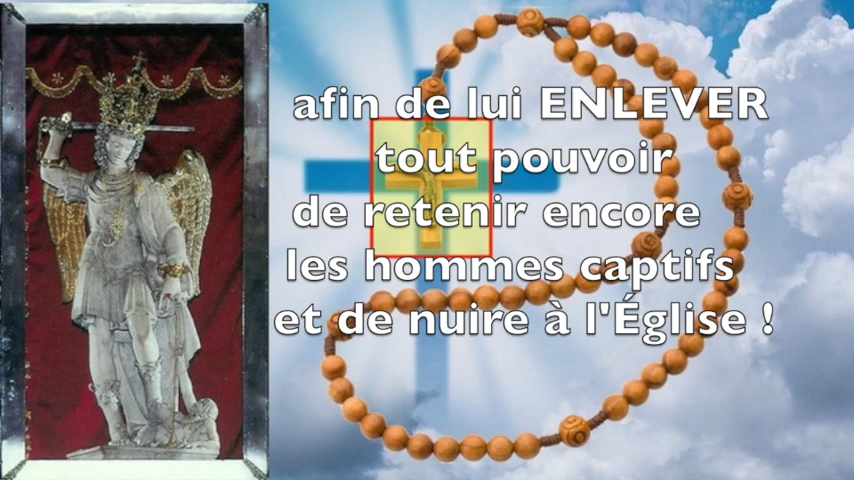 afin de lui ENLEVER
tout pouvoir
de retenir encore
les hommes captifs
et de nuire à l'Église !